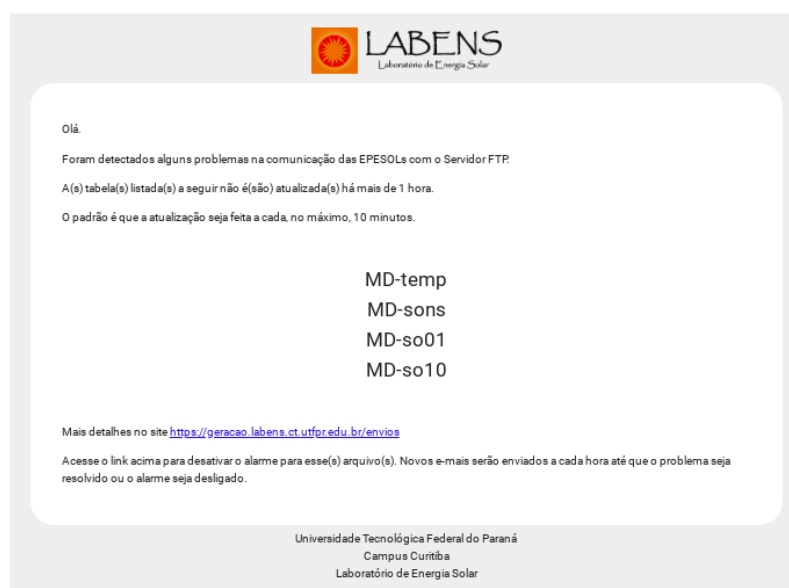 LABENS
Laboratório de Energia Solar
Olá.
Foram detectados alguns problemas na comunicação das EPESOLs com o Servidor FTP.
A(s) tabela(s) listada(s) a seguir não é(são) atualizada(s) há mais de 1 hora.
O padrão é que a atualização seja feita a cada, no máximo, 10 minutos.
MD-temp
MD-sons
MD-so01
MD-so10
Mais detalhes no site https://geracao.labens.ct.utfpr.edu.br/envios
Acesse o link acima para desativar o alarme para esse(s) arquivo(s). Novos e-mais serão enviados a cada hora até que o problema seja
resolvido ou o alarme seja desligado.
Universidade Tecnológica Federal do Paraná
Campus Curitiba
Laboratório de Energia Solar